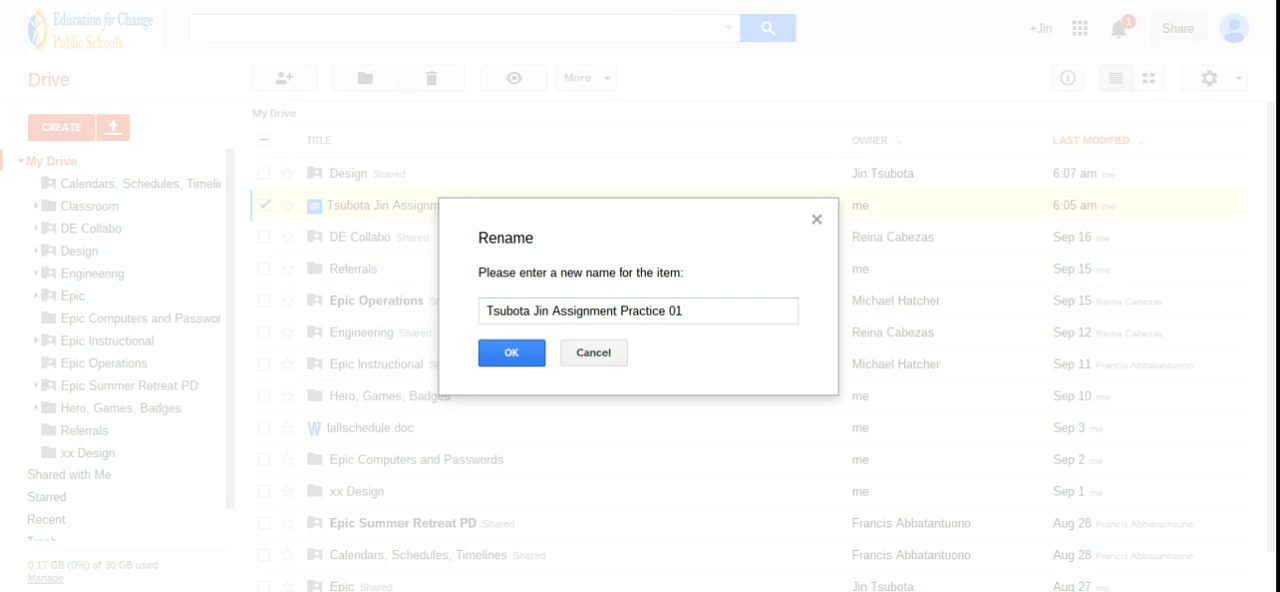 Education for Change
Public Schools
+Jin
1
Share
Drive
More
My Drive
CREATE
TITLE
OWNER
LAST MODIFIED
My Drive
Calendars, Schedules, Timeli
Classroom
DE Collabo
Design
Engineering
Epic
Epic Computers and Passwor
Epic Instructional
Epic Operations
Epic Summer Retreat PD
Hero, Games, Badges
Referrals
xx Design
Shared with Me
Starred
Recent
Trash
0.17 GB (0%) of 30 GB used
Manage
Design Shared Jin Tsubota 6:07 am me
Tsubota Jin Assignm me 6:05 am me
DE Collabo Shared Reina Cabezas Sep 16 me
Referrals me Sep 15 me
Epic Operations Michael Hatcher Sep 15 Reina Cabezas
Engineering Shared Reina Cabezas Sep 12 Reina Cabezas
Epic Instructional Michael Hatcher Sep 11 Francis Abbatantuono
Hero, Games, Badges me Sep 10 me
W fallschedule.doc me Sep 3 me
Epic Computers and Passwords me Sep 2 me
xx Design me Sep 1 me
Epic Summer Retreat PD Shared Francis Abbatantuono Aug 28 Francis Abbatantuono
Calendars, Schedules, Timelines Shared Francis Abbatantuono Aug 28 Francis Abbatantuono
Epic Shared Jin Tsubota Aug 27 me
Rename
Please enter a new name for the item:
Tsubota Jin Assignment Practice 01
OK
Cancel